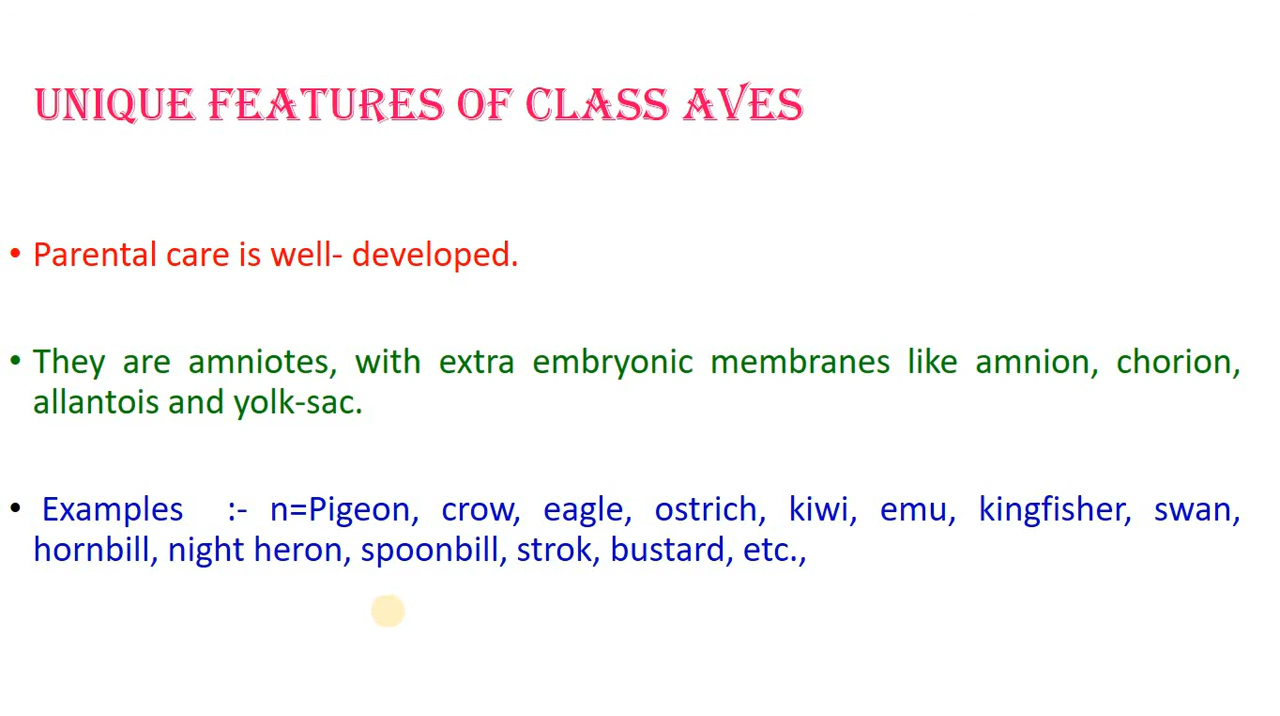 UNIQUE FEATURES OF CLASS AVES
• Parental care is well- developed.
• They are amniotes, with extra embryonic membranes like amnion, chorion,
allantois and yolk-sac.
• Examples :- n=Pigeon, crow, eagle, ostrich, kiwi, emu, kingfisher, swan,
hornbill, night heron, spoonbill, strok, bustard, etc.,